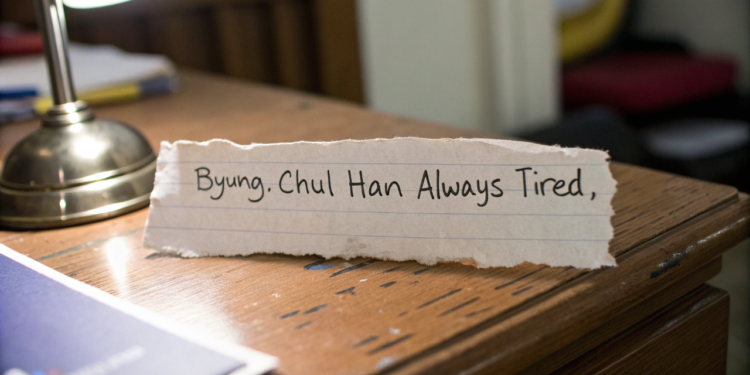 Byung. Chul Han Always Tired,